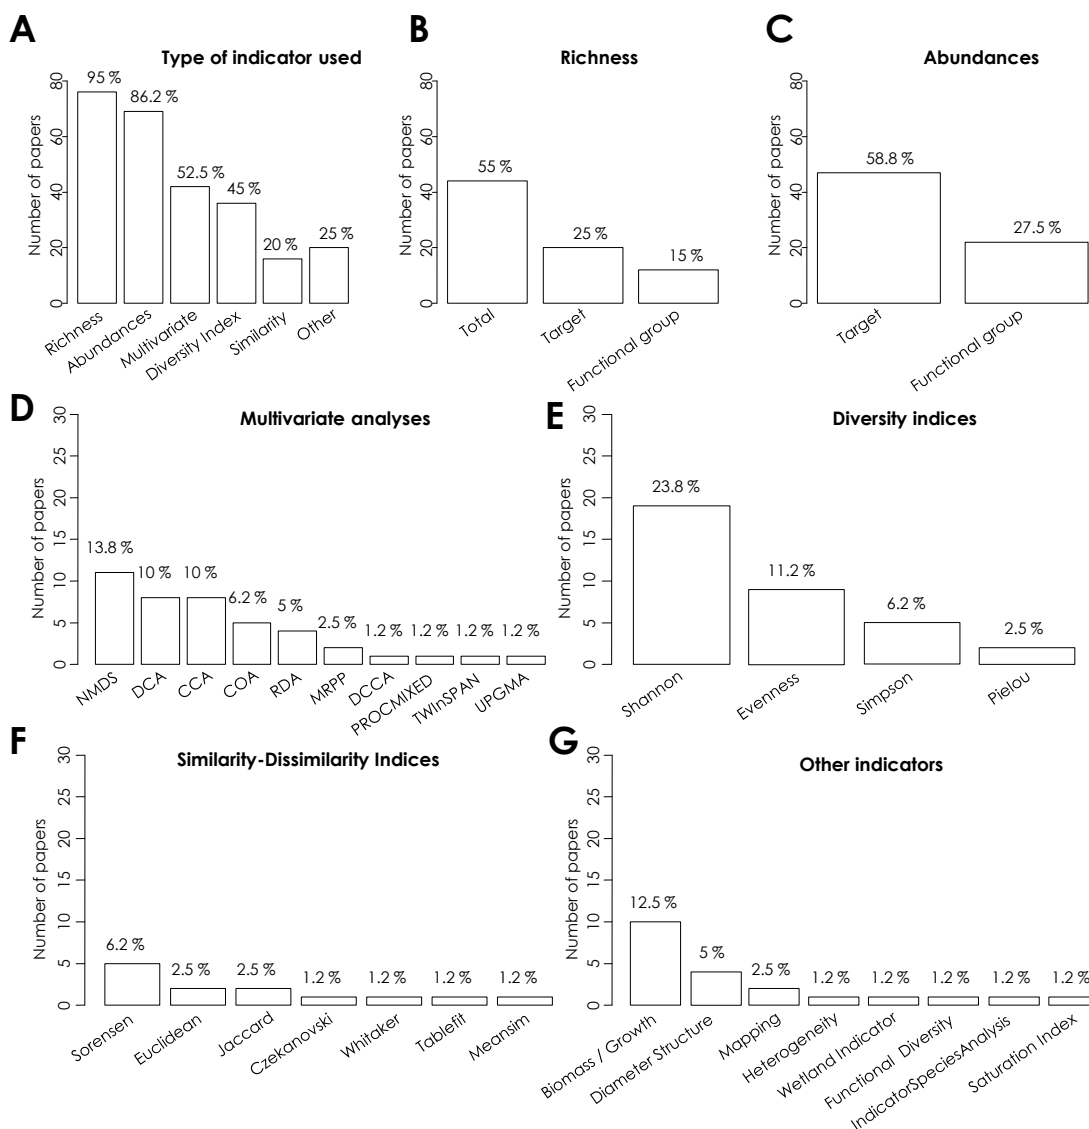 A
Type of indicator used
Number of papers
0 20 40 60 80
95 %
86.2 %
52.5 %
45 %
20 %
25 %
Richness
Abundances
Multivariate
Diversity Index
Similarity
Other
B
Richness
Number of papers
0 20 40 60 80
55 %
25 %
15 %
Total
Target
Functional group
C
Abundances
Number of papers
0 20 40 60 80
58.8 %
27.5 %
Target
Functional group
D
Multivariate analyses
Number of papers
0 5 10 15 20 25 30
13.8 %
10 %
10 %
6.2 %
5 %
2.5 %
1.2 %
1.2 %
1.2 %
1.2 %
NMDS
DCA
CCA
COA
RDA
MRPP
DCCA
PROCMIXED
TWInSPAN
UPGMA
E
Diversity indices
Number of papers
0 5 10 15 20 25 30
23.8 %
11.2 %
6.2 %
2.5 %
Shannon
Evenness
Simpson
Pielou
F
Similarity-Dissimilarity Indices
Number of papers
0 5 10 15 20 25 30
6.2 %
2.5 %
2.5 %
1.2 %
1.2 %
1.2 %
1.2 %
Sorensen
Euclidean
Jaccard
Czekanovski
Whitaker
Tablefit
Meansim
G
Other indicators
Number of papers
0 5 10 15 20 25 30
12.5 %
5 %
2.5 %
1.2 %
1.2 %
1.2 %
1.2 %
1.2 %
Biomass / Growth
Diameter Structure
Mapping
Heterogeneity
Wetland Indicator
Functional Diversity
IndicatorSpeciesAnalysis
Saturation Index